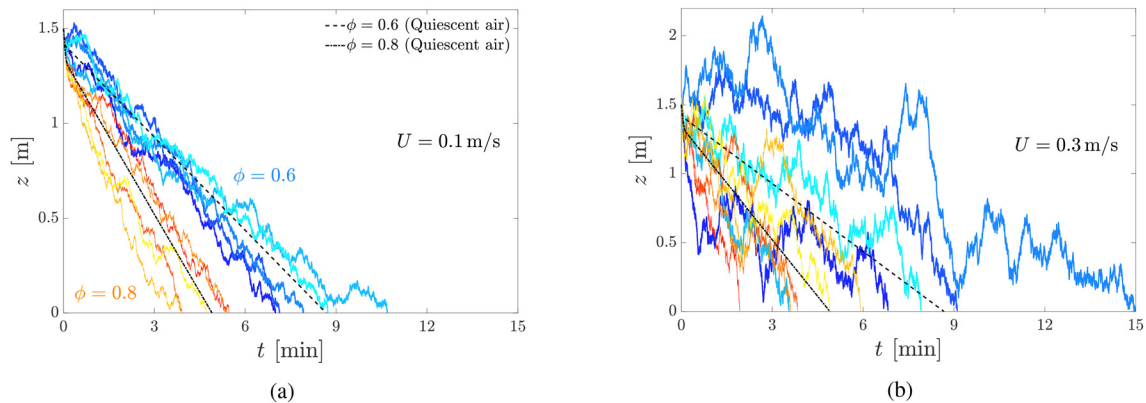 ϕ = 0.6 (Quiescent air)
ϕ = 0.8 (Quiescent air)
1.5
1
0.5
0
z [m]
U = 0.1 m/s
ϕ = 0.6
ϕ = 0.8
0 3 6 9 12 15
t [min]
(a)
2
1.5
1
0.5
0
z [m]
U = 0.3 m/s
0 3 6 9 12 15
t [min]
(b)